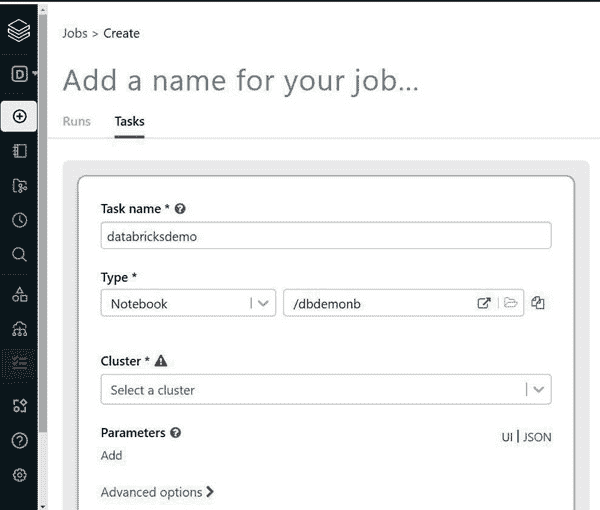 Jobs > Create
D
Add a name for your job...
Runs Tasks
Task name *
databricksdemo
Type *
Notebook /dbdemonb
Cluster *
Select a cluster
Parameters UI | JSON
Add
Advanced options >